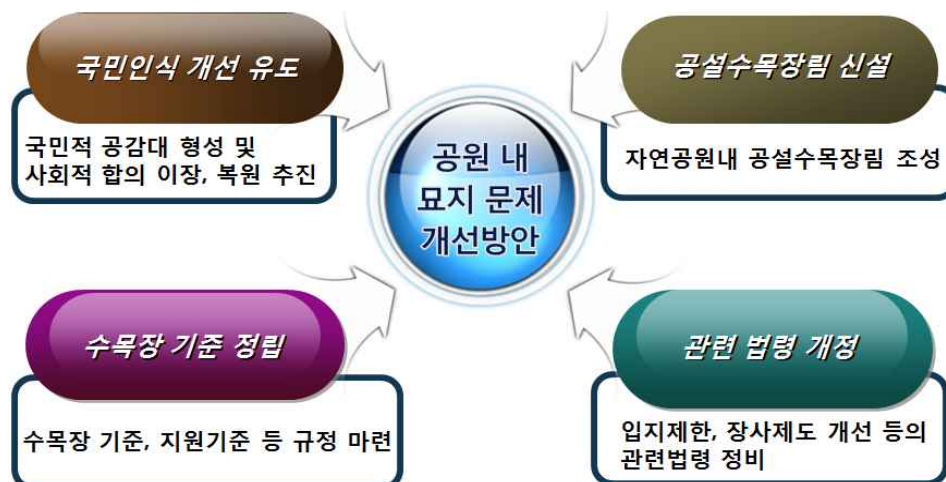 국민인식 개선 유도
국민적 공감대 형성 및
사회적 합의 이장, 복원 추진
공설수목장림 신설
자연공원내 공설수목장림 조성
공원 내
묘지 문제
개선방안
수목장 기준 정립
수목장 기준, 지원기준 등 규정 마련
관련 법령 개정
입지제한, 장사제도 개선 등의
관련법령 정비